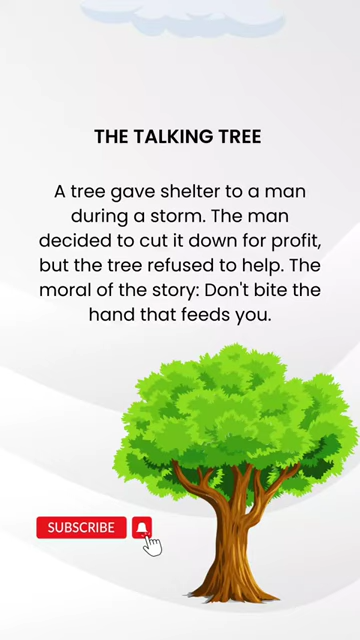 THE TALKING TREE
A tree gave shelter to a man
during a storm. The man
decided to cut it down for profit,
but the tree refused to help. The
moral of the story: Don't bite the
hand that feeds you.
SUBSCRIBE